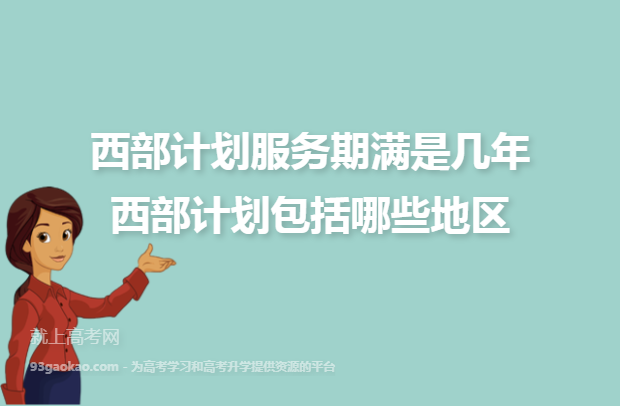 西部计划服务期满是几年
西部计划包括哪些地区
就上高考网
93gaokao.com - 为高考学习和高考升学提供资源的平台